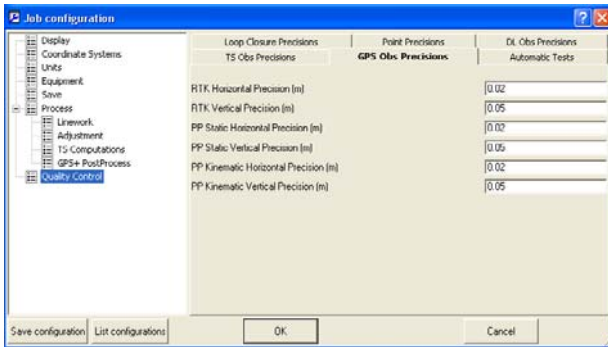 Job configuration
Display
Coordinate Systems
Units
Equipment
Save
Process
Linework
Adjustment
TS Computations
GPS+ PostProcess
Quality Control
Loop Closure Precisions
Point Precisions
DL Obs Precisions
TS Obs Precisions
GPS Obs Precisions
Automatic Tests
RTK Horizontal Precision (m) 0.02
RTK Vertical Precision (m) 0.05
PP Static Horizontal Precision (m) 0.02
PP Static Vertical Precision (m) 0.05
PP Kinematic Horizontal Precision (m) 0.02
PP Kinematic Vertical Precision (m) 0.05
Save configuration List configurations OK Cancel